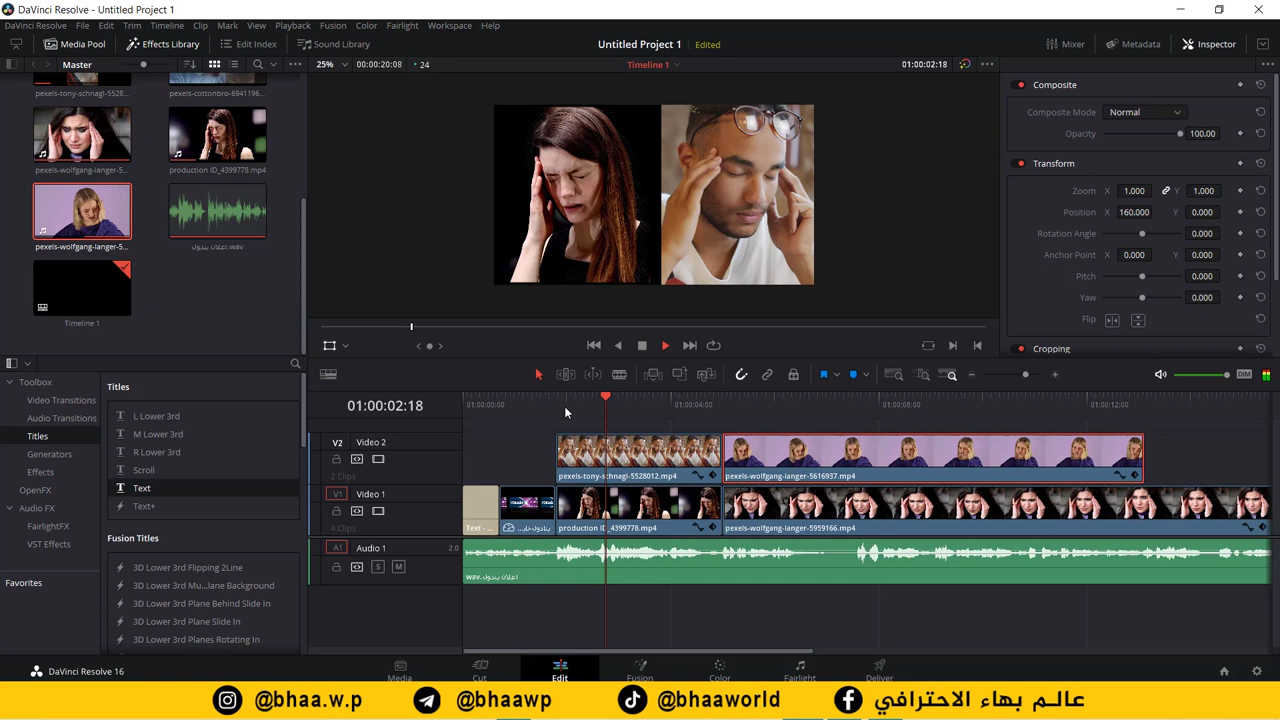 DaVinci Resolve - Untitled Project 1
DaVinci Resolve File Edit Trim Timeline Clip Mark View Playback Fusion Color Fairlight Workspace Help
Media Pool Effects Library Edit Index Sound Library Untitled Project 1 Edited Mixer Metadata Inspector
Master 25% 00:00:20:08 24 Timeline 1 01:00:02:18
pexels-tony-schnagl-5528... pexels-cottonbro-6941196...
pexels-wolfgang-langer-5... production ID_4399778.mp4
pexels-wolfgang-langer-5... اعلان بندول.wav
Timeline 1
Composite
Composite Mode Normal
Opacity 100.00
Transform
Zoom X 1.000 Y 1.000
Position X 160.000 Y 0.000
Rotation Angle 0.000
Anchor Point X 0.000 Y 0.000
Pitch 0.000
Yaw 0.000
Flip
Cropping
Toolbox
Video Transitions
Audio Transitions
Titles
Generators
Effects
OpenFX
Audio FX
FairlightFX
VST Effects
Favorites
Titles
L Lower 3rd
M Lower 3rd
R Lower 3rd
Scroll
Text
Text+
Fusion Titles
3D Lower 3rd Flipping 2Line
3D Lower 3rd Mu...lane Background
3D Lower 3rd Plane Behind Slide In
3D Lower 3rd Plane Slide In
3D Lower 3rd Planes Rotating In
DIM
01:00:02:18 01:00:00:00 01:00:04:00 01:00:08:00 01:00:12:00
V2 Video 2
2 Clips
pexels-tony-schnagl-5528012.mp4 pexels-wolfgang-langer-5616937.mp4
V1 Video 1
4 Clips
Text - ... production ID_4399778.mp4 pexels-wolfgang-langer-5959166.mp4
A1 Audio 1 2.0
S M
اعلان بندول.wav
DaVinci Resolve 16 Media Cut Edit Fusion Color Fairlight Deliver
@bhaa.w.p @bhaawp @bhaaworld عالم بهاء الاحترافي